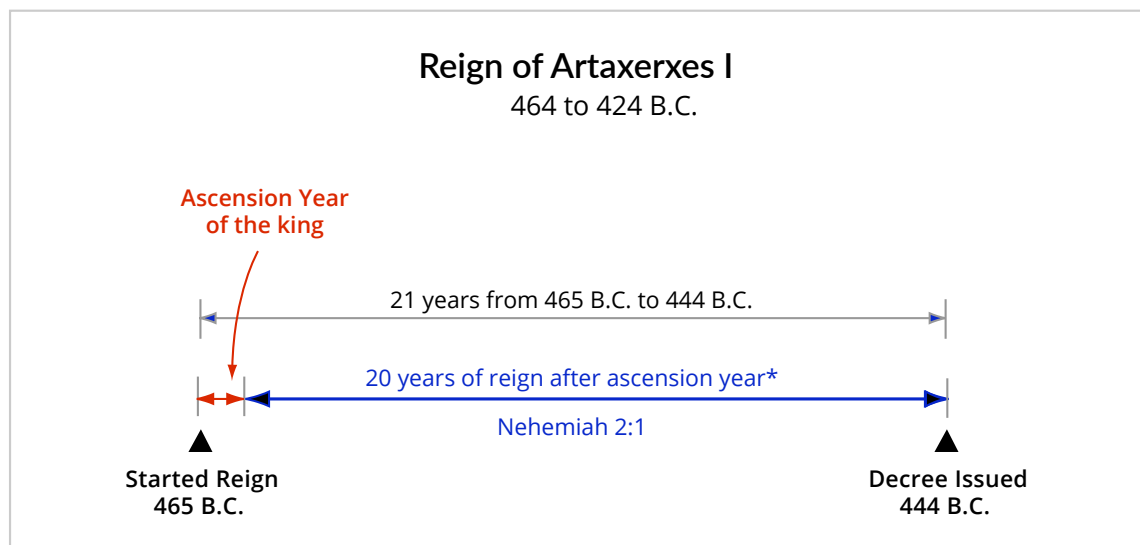 Reign of Artaxerxes I
464 to 424 B.C.
Ascension Year
of the king
21 years from 465 B.C. to 444 B.C.
20 years of reign after ascension year*
Nehemiah 2:1
Started Reign
465 B.C.
Decree Issued
444 B.C.